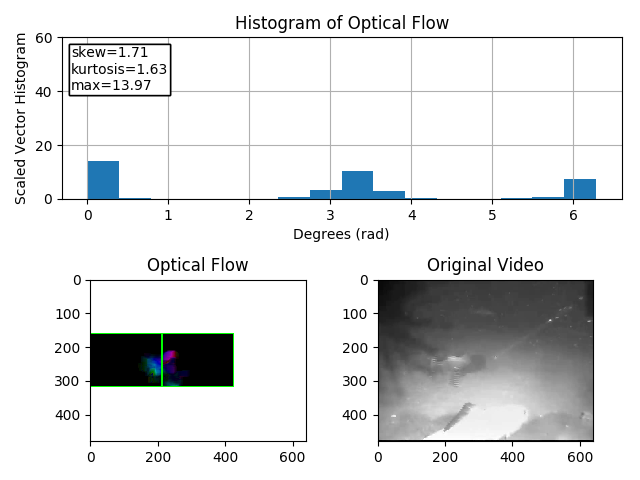 Histogram of Optical Flow
Scaled Vector Histogram
60
40
20
0
skew=1.71
kurtosis=1.63
max=13.97
0 1 2 3 4 5 6
Degrees (rad)
Optical Flow
0
100
200
300
400
0 200 400 600
Original Video
0
100
200
300
400
0 200 400 600